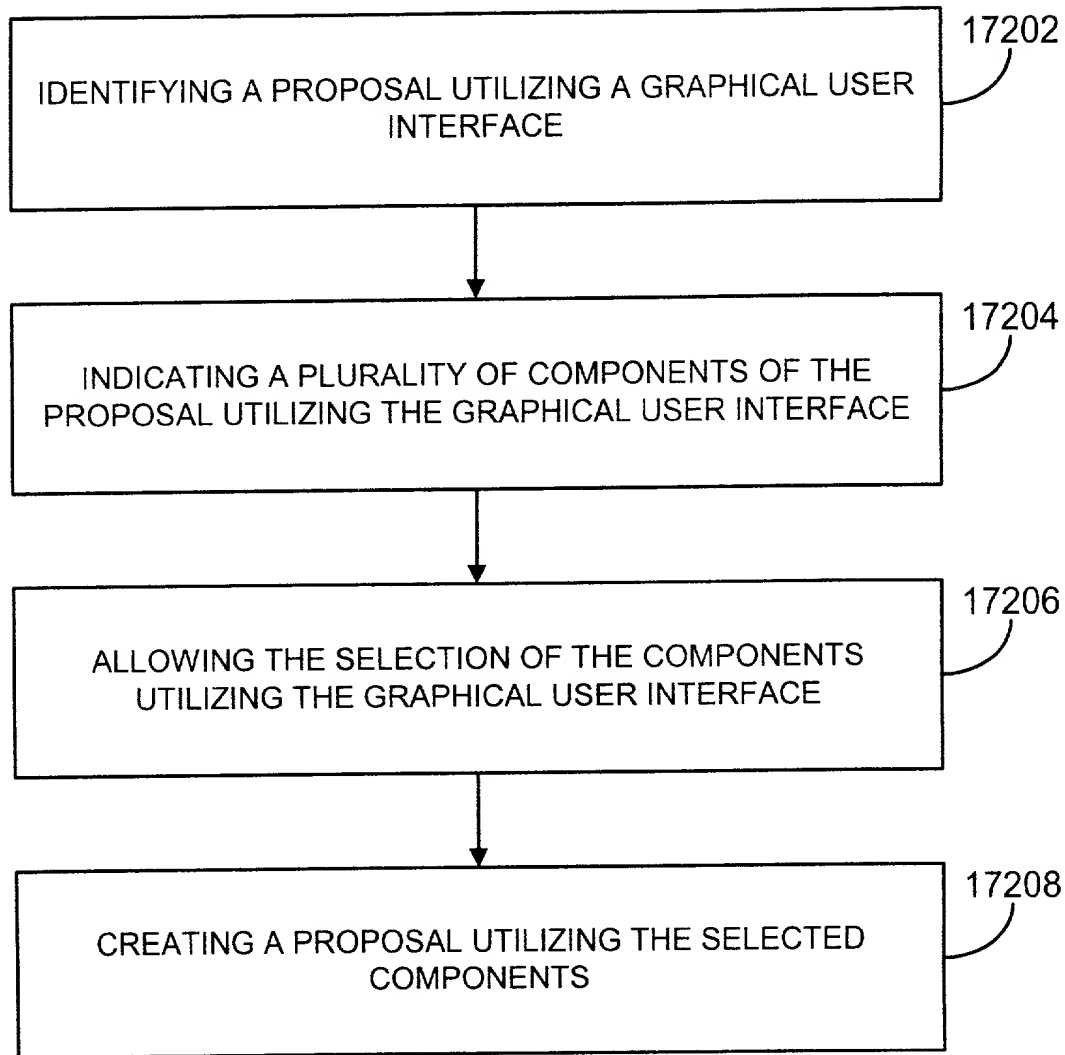 17202
IDENTIFYING A PROPOSAL UTILIZING A GRAPHICAL USER
INTERFACE
17204
INDICATING A PLURALITY OF COMPONENTS OF THE
PROPOSAL UTILIZING THE GRAPHICAL USER INTERFACE
17206
ALLOWING THE SELECTION OF THE COMPONENTS
UTILIZING THE GRAPHICAL USER INTERFACE
17208
CREATING A PROPOSAL UTILIZING THE SELECTED
COMPONENTS